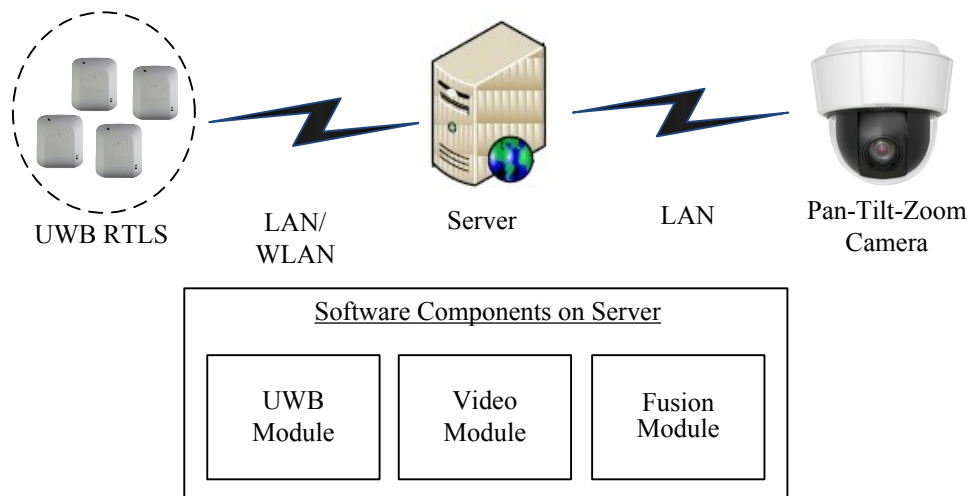 UWB RTLS
LAN/
WLAN
Server
LAN
Pan-Tilt-Zoom
Camera
Software Components on Server
UWB
Module
Video
Module
Fusion
Module